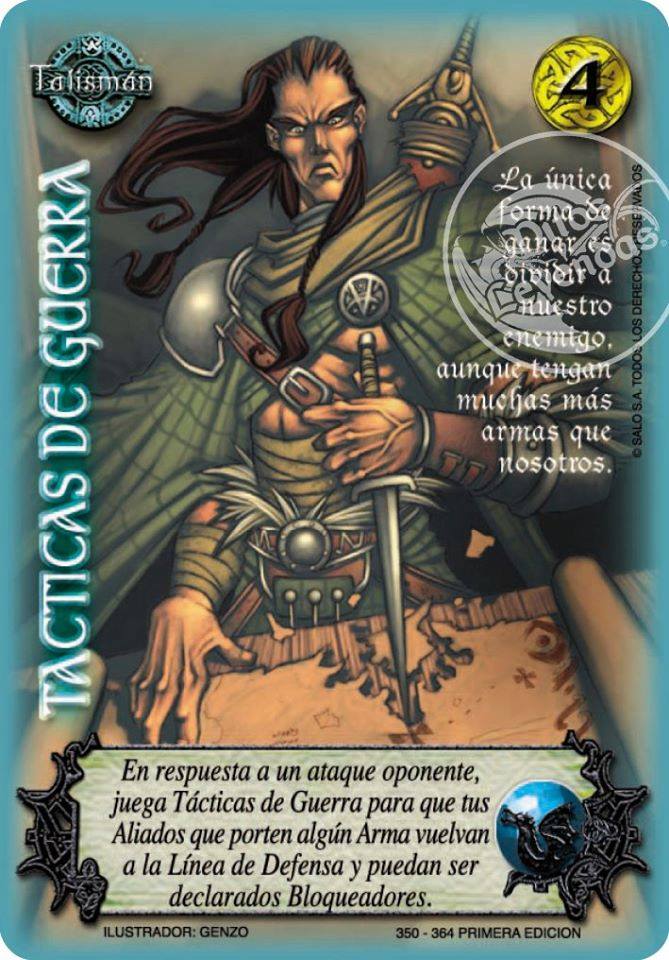 Talismán
4
TACTICAS DE GUERRA
La única
forma de
ganar es
dividir a
nuestro
enemigo,
aunque tengan
muchas más
armas que
nosotros.
Mitos y
Leyendas
© SALO S.A. TODOS LOS DERECHOS RESERVADOS
En respuesta a un ataque oponente,
juega Tácticas de Guerra para que tus
Aliados que porten algún Arma vuelvan
a la Línea de Defensa y puedan ser
declarados Bloqueadores.
ILUSTRADOR: GENZO
350 - 364 PRIMERA EDICION